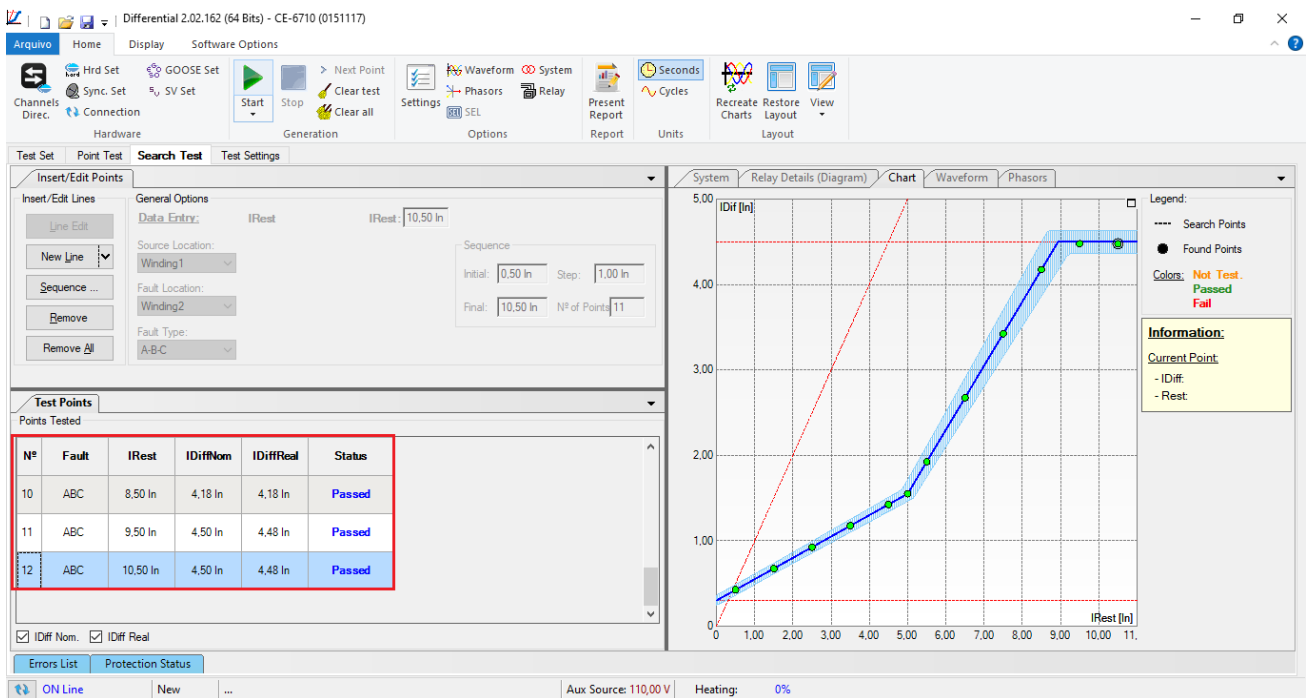 Differential 2.02.162 (64 Bits) - CE-6710 (0151117)
Arquivo Home Display Software Options
Channels Direc.
Hrd Set
Sync. Set
Connection
GOOSE Set
SV Set
Hardware
Start
Stop
Next Point
Clear test
Clear all
Generation
Settings
Waveform
Phasors
SEL
System
Relay
Options
Present Report
Report
Seconds
Cycles
Units
Recreate Charts
Restore Layout
View
Layout
Test Set Point Test Search Test Test Settings
Insert/Edit Points
Insert/Edit Lines
Line Edit
New Line
Sequence ...
Remove
Remove All
General Options
Data Entry: IRest IRest: 10,50 In
Source Location:
Winding1
Fault Location:
Winding2
Fault Type:
A-B-C
Sequence
Initial: 0,50 In Step: 1,00 In
Final: 10,50 In Nº of Points 11
Test Points
Points Tested
Nº Fault IRest IDiffNom IDiffReal Status
10 ABC 8,50 In 4,18 In 4,18 In Passed
11 ABC 9,50 In 4,50 In 4,48 In Passed
12 ABC 10,50 In 4,50 In 4,48 In Passed
IDiff Nom. IDiff Real
Errors List Protection Status
System Relay Details (Diagram) Chart Waveform Phasors
IDif [In]
5,00
4,00
3,00
2,00
1,00
0
IRest [In]
0 1,00 2,00 3,00 4,00 5,00 6,00 7,00 8,00 9,00 10,00 11,
Legend:
Search Points
Found Points
Colors: Not Test.
Passed
Fail
Information:
Current Point:
- IDiff:
- Rest:
ON Line New ... Aux Source: 110,00 V Heating: 0%